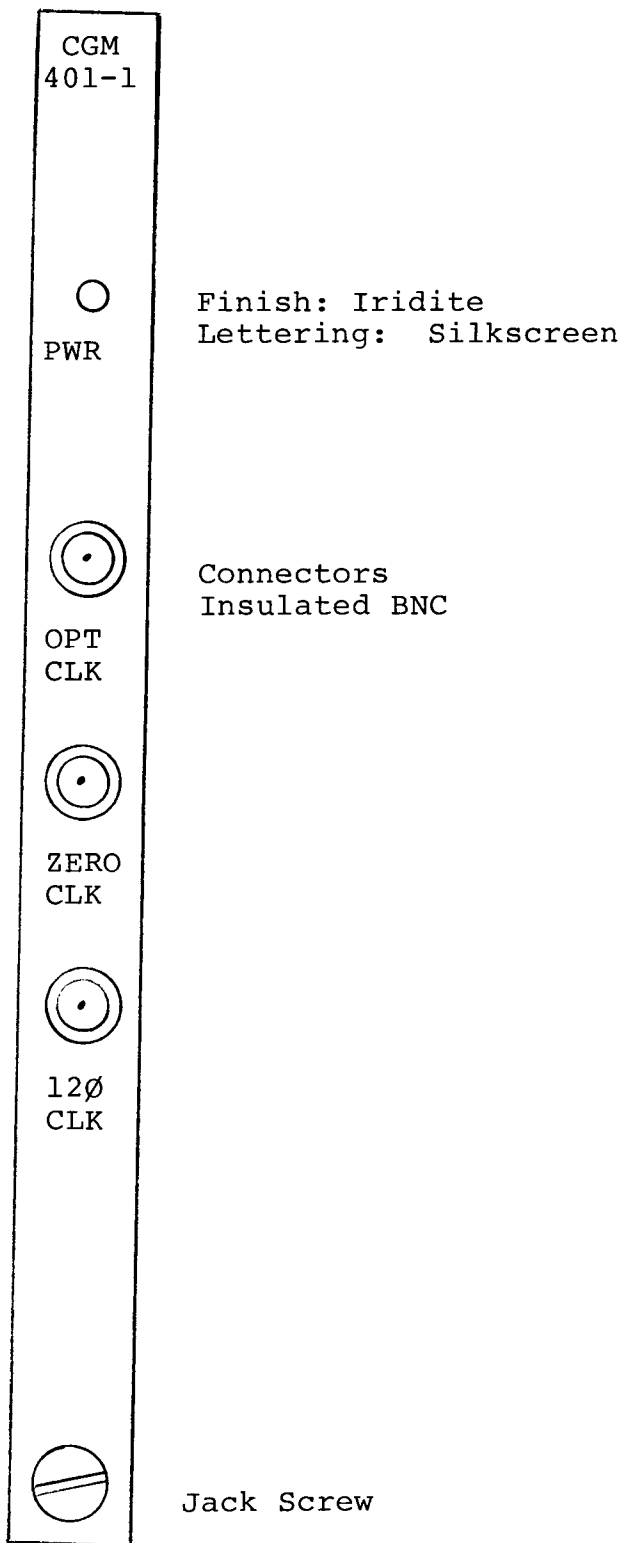 CGM
401-1
Finish: Iridite
Lettering: Silkscreen
PWR
Connectors
Insulated BNC
OPT
CLK
ZERO
CLK
12Ø
CLK
Jack Screw